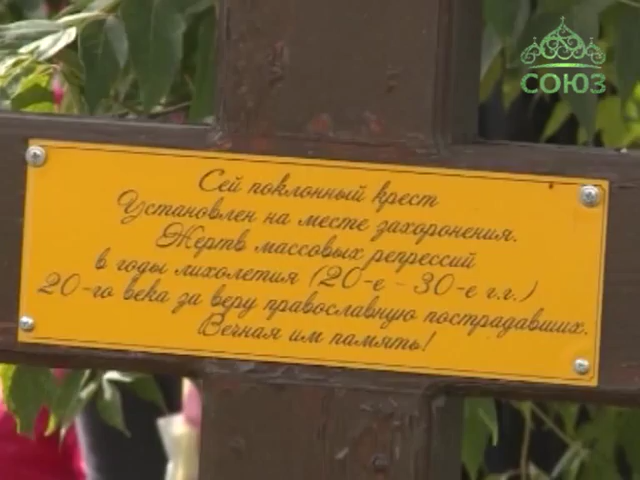 СОЮЗ
Сей поклонный крест
Установлен на месте захоронения.
Жертв массовых репрессий
в годы лихолетия (20-е - 30-е г.г.)
20-го века за веру православную пострадавших.
Вечная им память!